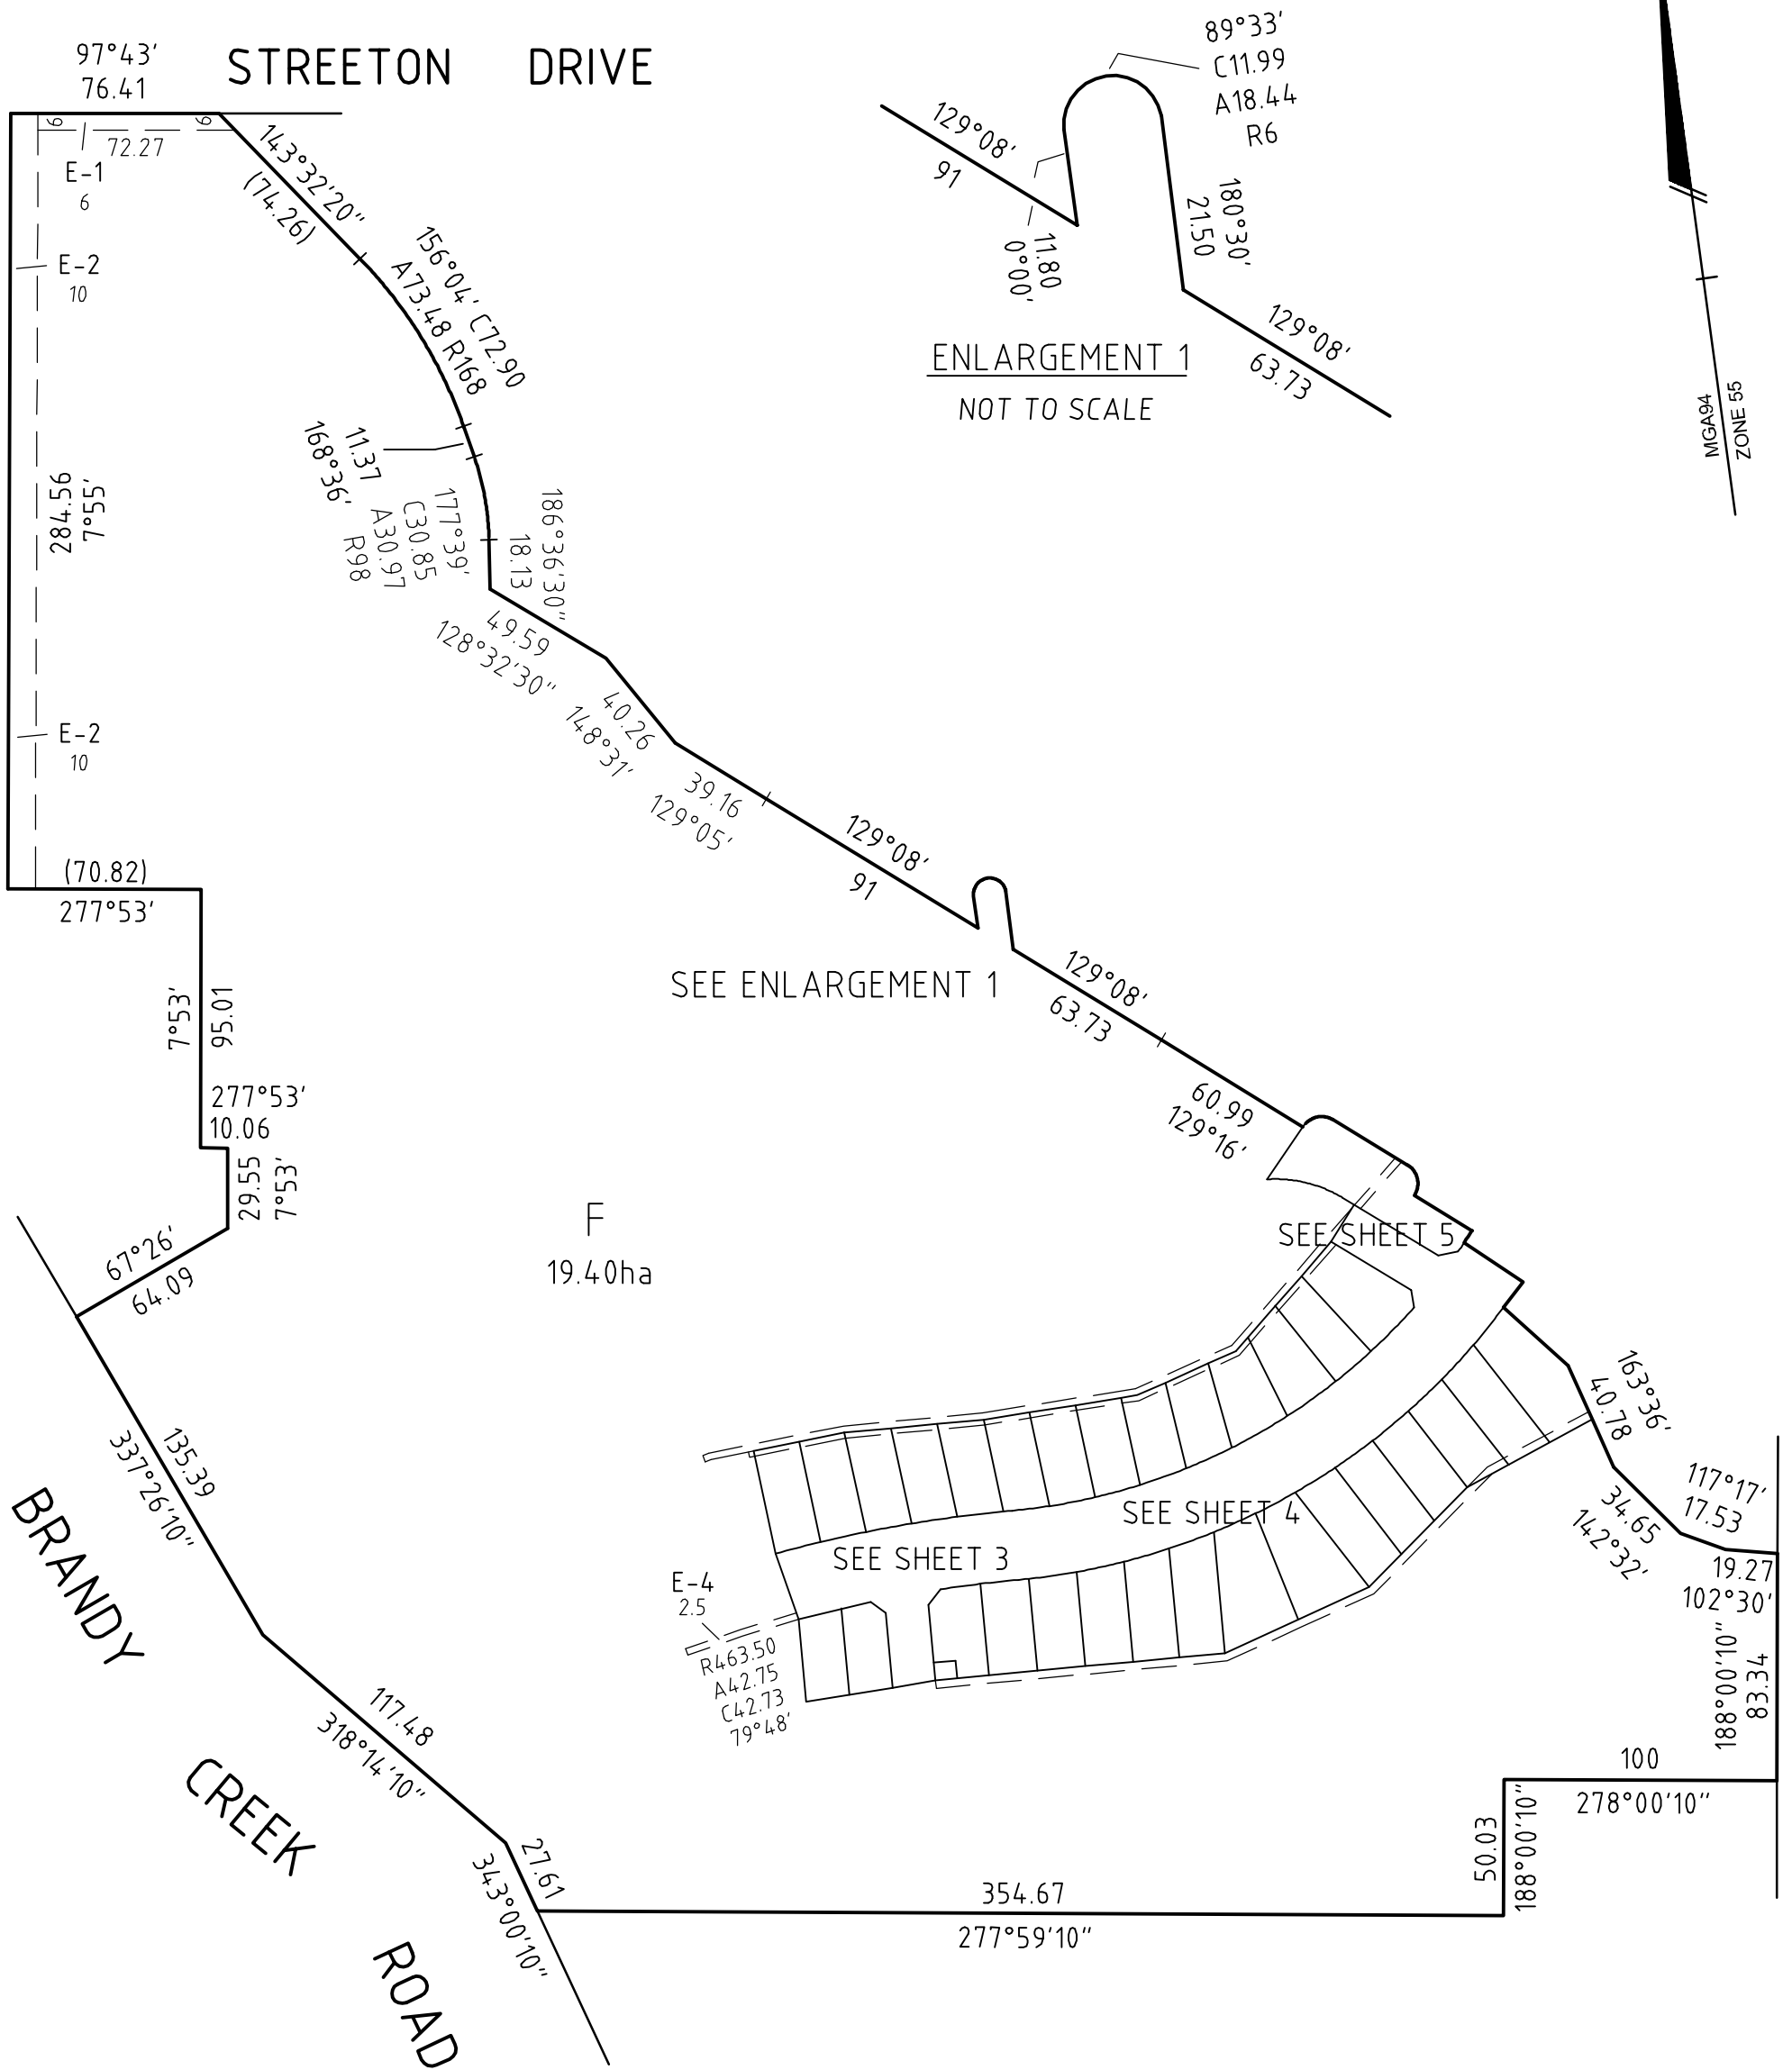 97°43'
76.41
STREETON DRIVE
6
6
72.27
E-1
6
E-2
10
143°32'20"
(74.26)
156°04' C72.90
A73.48 R168
11.37
168°36'
177°39'
C30.85
A30.97
R98
186°36'30"
18.13
284.56
7°55'
E-2
10
49.59
128°32'30"
40.26
148°31'
39.16
129°05'
129°08'
91
89°33'
C11.99
A18.44
R6
129°08'
91
11.80
0°00'
180°30'
21.50
129°08'
63.73
ENLARGEMENT 1
NOT TO SCALE
MGA94
ZONE 55
(70.82)
277°53'
7°53'
95.01
SEE ENLARGEMENT 1
129°08'
63.73
60.99
129°16'
277°53'
10.06
29.55
7°53'
67°26'
64.09
F
19.40ha
SEE SHEET 5
163°36'
40.78
117°17'
17.53
34.65
142°32'
19.27
102°30'
SEE SHEET 4
SEE SHEET 3
E-4
2.5
R463.50
A42.75
C42.73
79°48'
135.39
337°26'10"
117.48
318°14'10"
27.61
343°00'10"
188°00'10"
83.34
100
278°00'10"
50.03
188°00'10"
354.67
277°59'10"
BRANDY
CREEK
ROAD